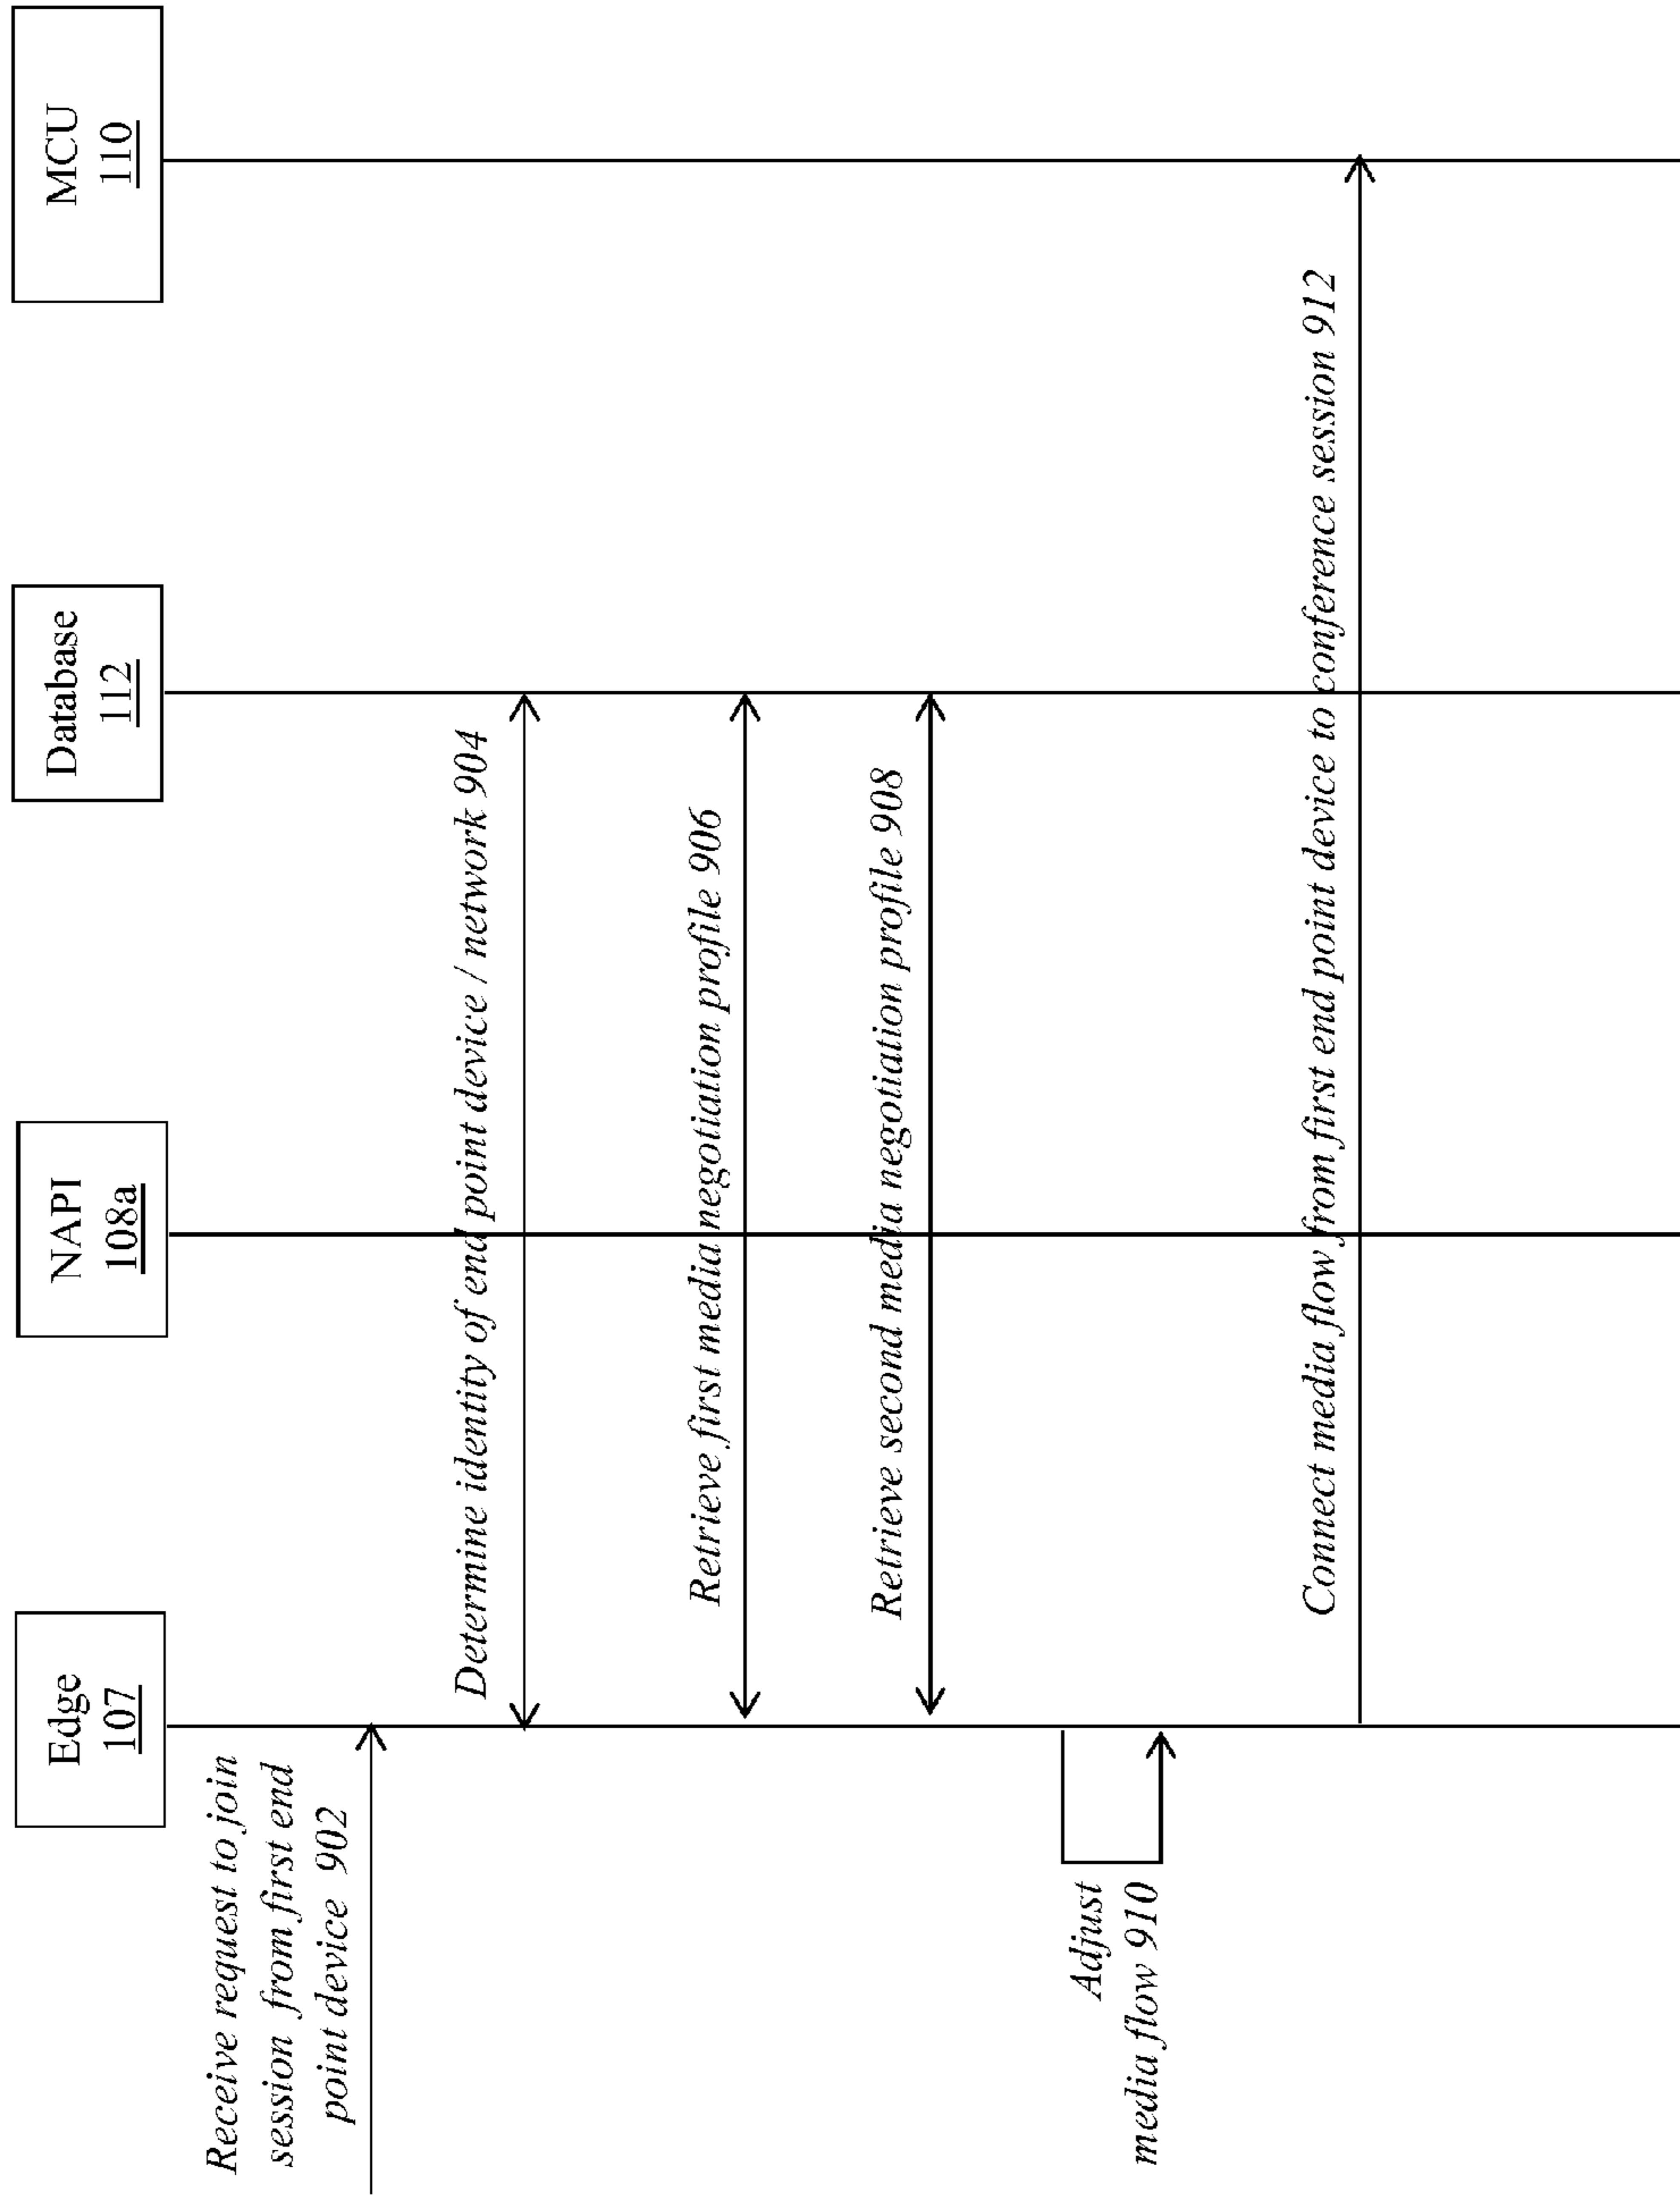 Edge
107
NAPI
108a
Database
112
MCU
110
Receive request to join
session from first end
point device 902
Determine identity of end point device / network 904
Retrieve first media negotiation profile 906
Retrieve second media negotiation profile 908
Adjust
media flow 910
Connect media flow from first end point device to conference session 912